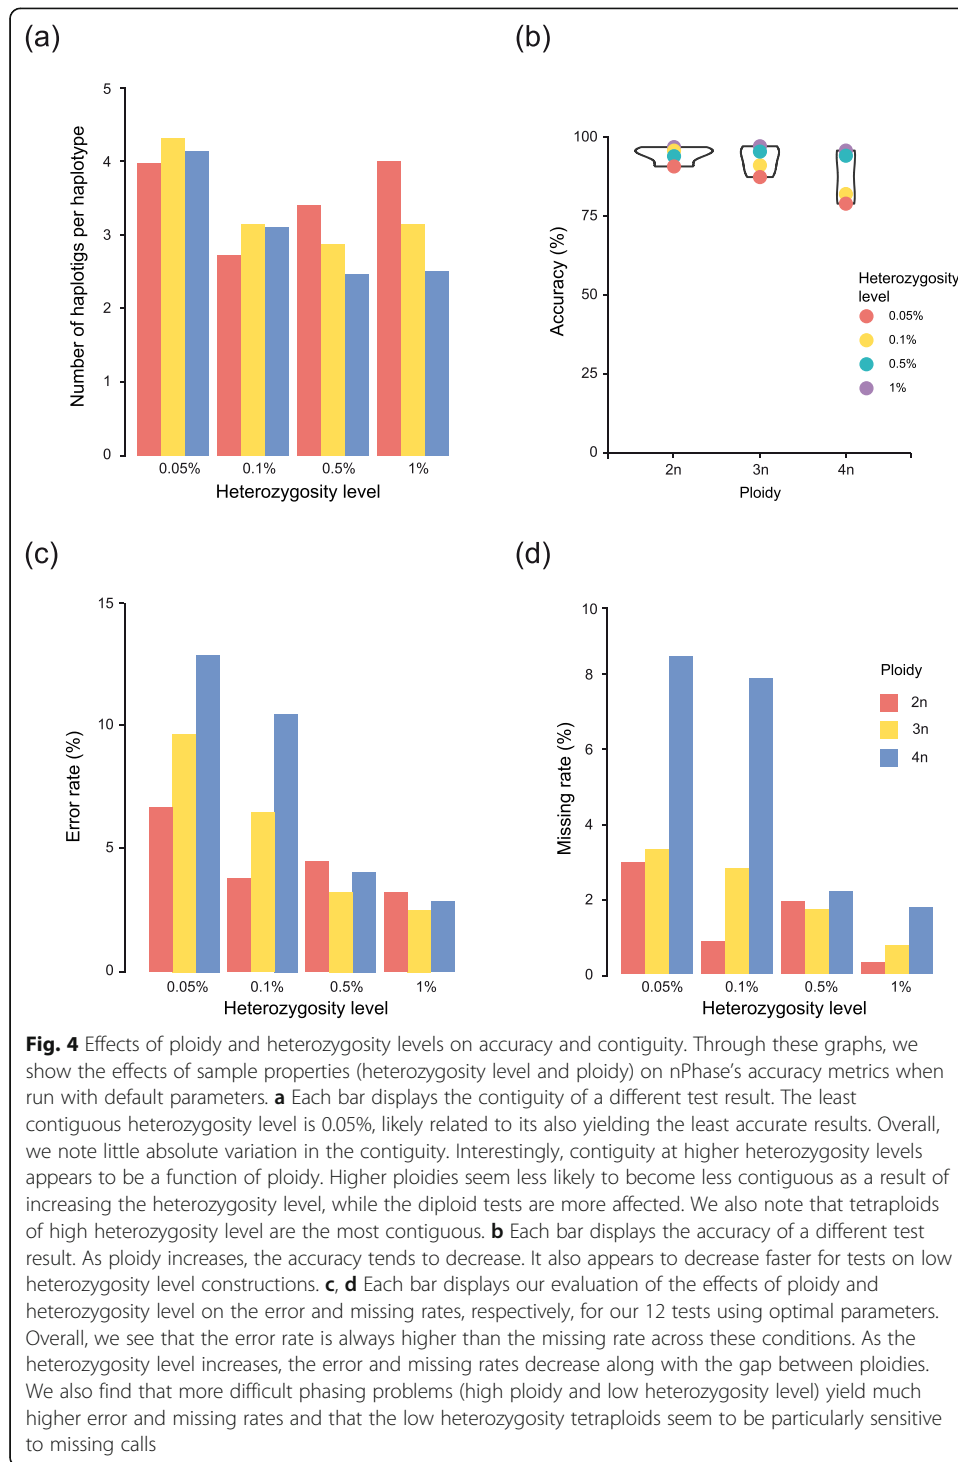 (a)
5
4
3
2
1
0
Number of haplotigs per haplotype
0.05% 0.1% 0.5% 1%
Heterozygosity level
(b)
100
75
50
25
0
Accuracy (%)
2n 3n 4n
Ploidy
Heterozygosity
level
0.05%
0.1%
0.5%
1%
(c)
15
10
5
0
Error rate (%)
0.05% 0.1% 0.5% 1%
Heterozygosity level
(d)
10
8
6
4
2
0
Missing rate (%)
0.05% 0.1% 0.5% 1%
Heterozygosity level
Ploidy
2n
3n
4n
Fig. 4 Effects of ploidy and heterozygosity levels on accuracy and contiguity. Through these graphs, we
show the effects of sample properties (heterozygosity level and ploidy) on nPhase's accuracy metrics when
run with default parameters. a Each bar displays the contiguity of a different test result. The least
contiguous heterozygosity level is 0.05%, likely related to its also yielding the least accurate results. Overall,
we note little absolute variation in the contiguity. Interestingly, contiguity at higher heterozygosity levels
appears to be a function of ploidy. Higher ploidies seem less likely to become less contiguous as a result of
increasing the heterozygosity level, while the diploid tests are more affected. We also note that tetraploids
of high heterozygosity level are the most contiguous. b Each bar displays the accuracy of a different test
result. As ploidy increases, the accuracy tends to decrease. It also appears to decrease faster for tests on low
heterozygosity level constructions. c, d Each bar displays our evaluation of the effects of ploidy and
heterozygosity level on the error and missing rates, respectively, for our 12 tests using optimal parameters.
Overall, we see that the error rate is always higher than the missing rate across these conditions. As the
heterozygosity level increases, the error and missing rates decrease along with the gap between ploidies.
We also find that more difficult phasing problems (high ploidy and low heterozygosity level) yield much
higher error and missing rates and that the low heterozygosity tetraploids seem to be particularly sensitive
to missing calls